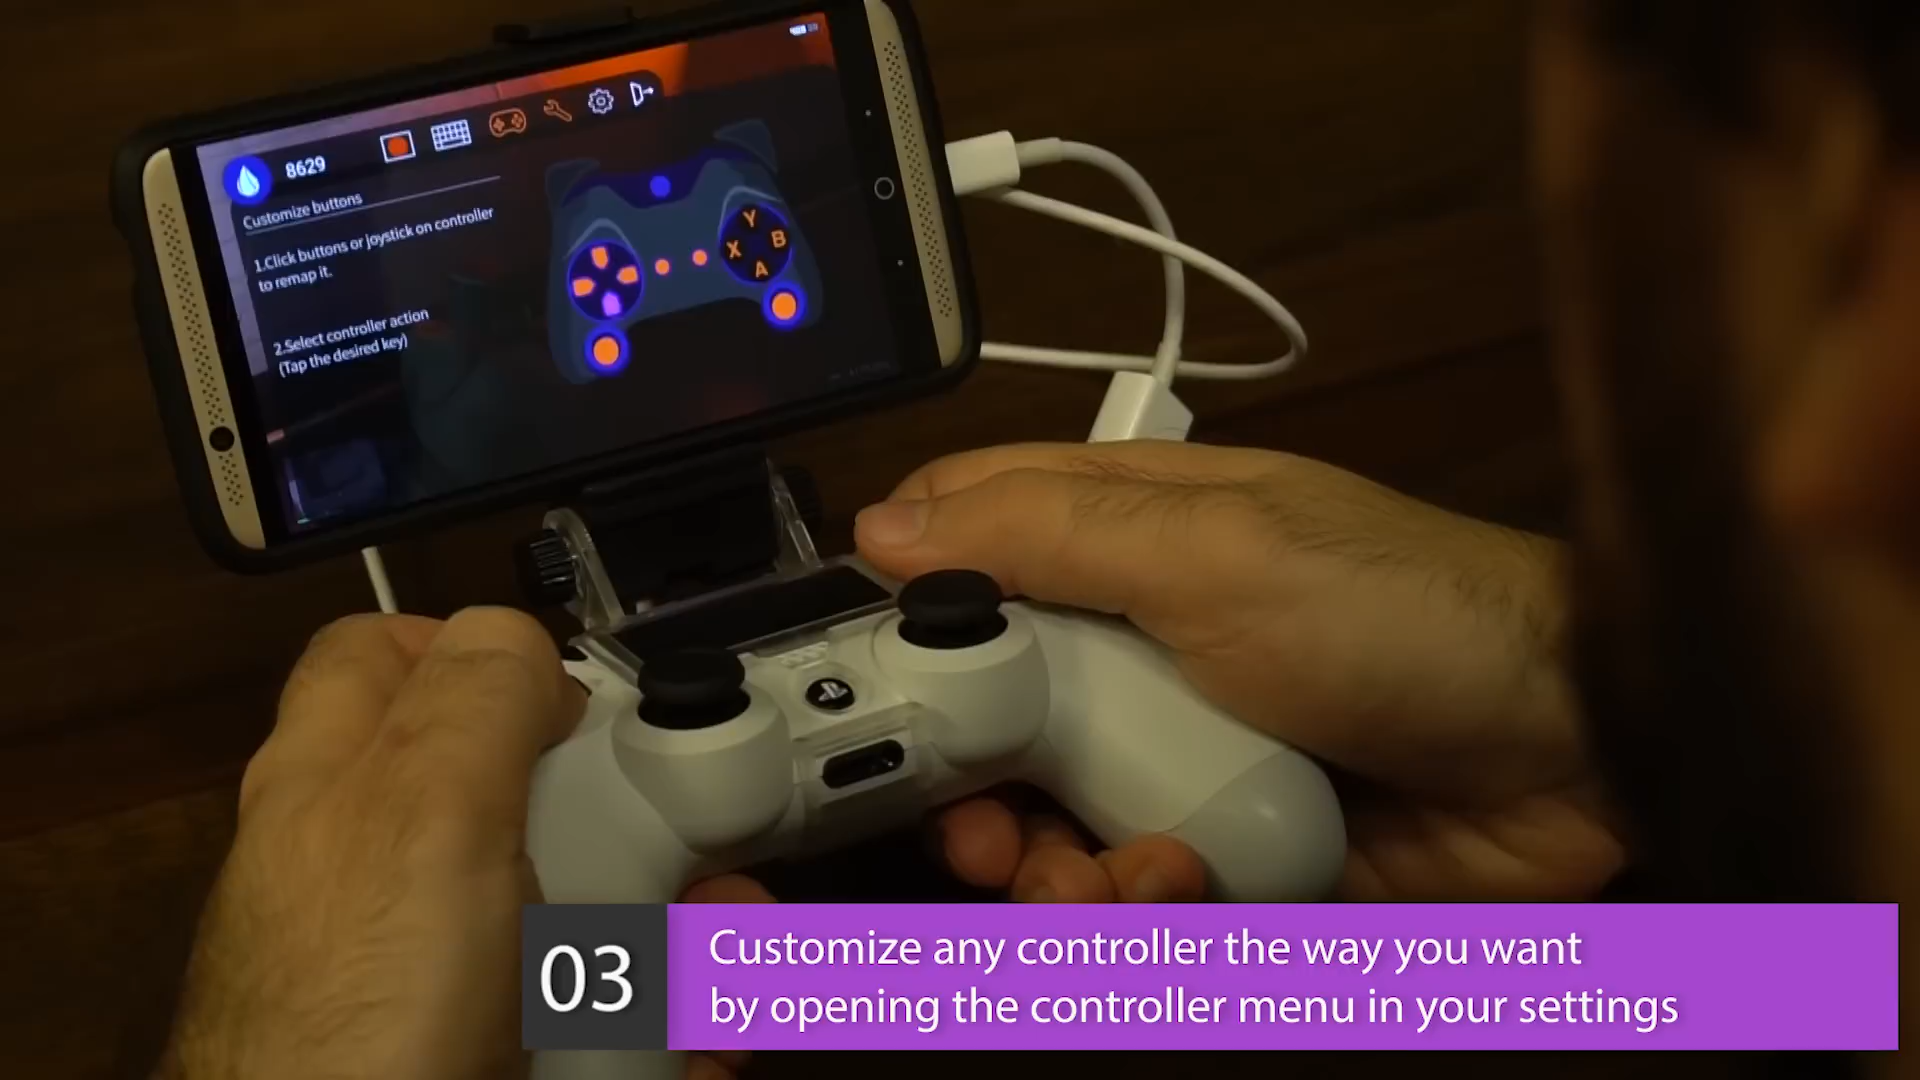 8629
Customize buttons
1.Click buttons or joystick on controller
to remap it.
2.Select controller action
(Tap the desired key)
Y
X B
A
03
Customize any controller the way you want
by opening the controller menu in your settings